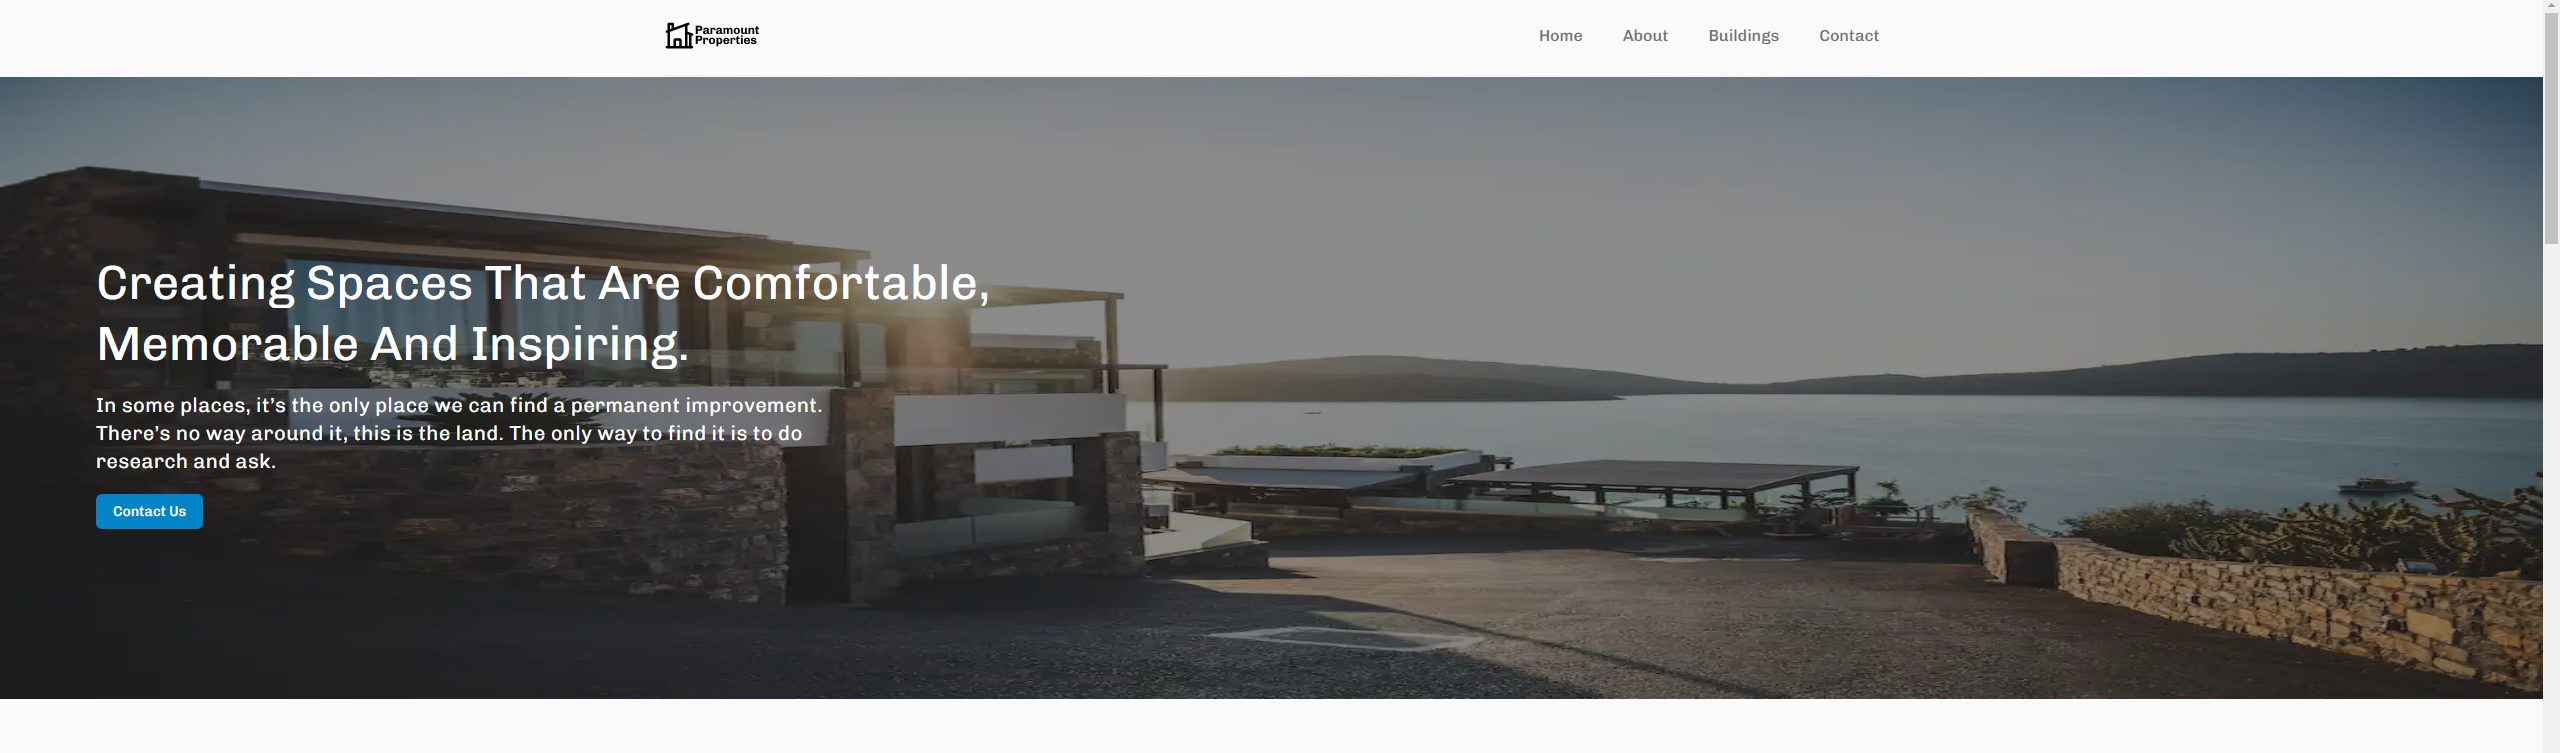 Paramount
Properties
Home About Buildings Contact
Creating Spaces That Are Comfortable,
Memorable And Inspiring.
In some places, it’s the only place we can find a permanent improvement.
There’s no way around it, this is the land. The only way to find it is to do
research and ask.
Contact Us